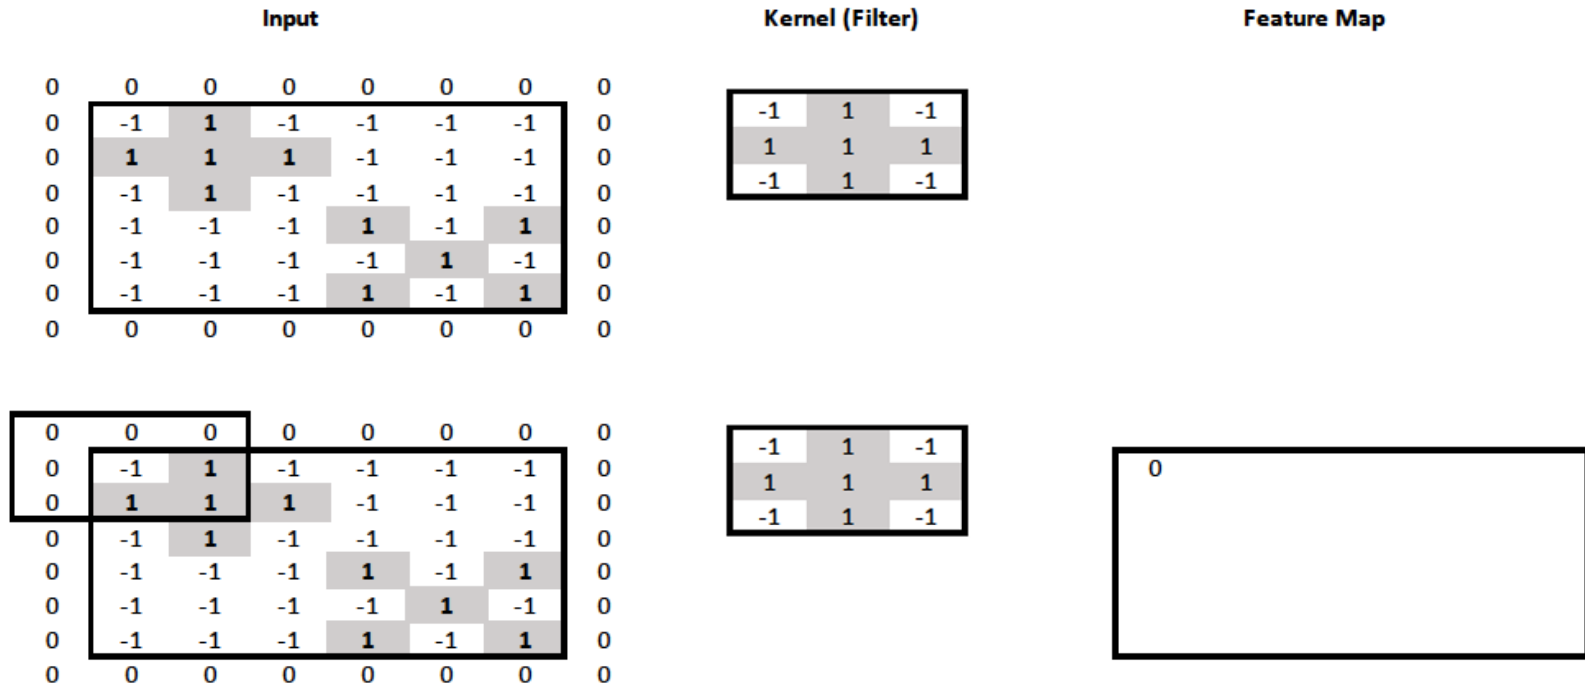 Input Kernel (Filter) Feature Map
0 0 0 0 0 0 0 0
0 -1 1 -1 -1 -1 -1 0 -1 1 -1
0 1 1 1 -1 -1 -1 0 1 1 1
0 -1 1 -1 -1 -1 -1 0 -1 1 -1
0 -1 -1 -1 1 -1 1 0
0 -1 -1 -1 -1 1 -1 0
0 -1 -1 -1 1 -1 1 0
0 0 0 0 0 0 0 0
0 0 0 0 0 0 0 0 -1 1 -1
0 -1 1 -1 -1 -1 -1 0 1 1 1 0
0 1 1 1 -1 -1 -1 0 -1 1 -1
0 -1 1 -1 -1 -1 -1 0
0 -1 -1 -1 1 -1 1 0
0 -1 -1 -1 -1 1 -1 0
0 -1 -1 -1 1 -1 1 0
0 0 0 0 0 0 0 0